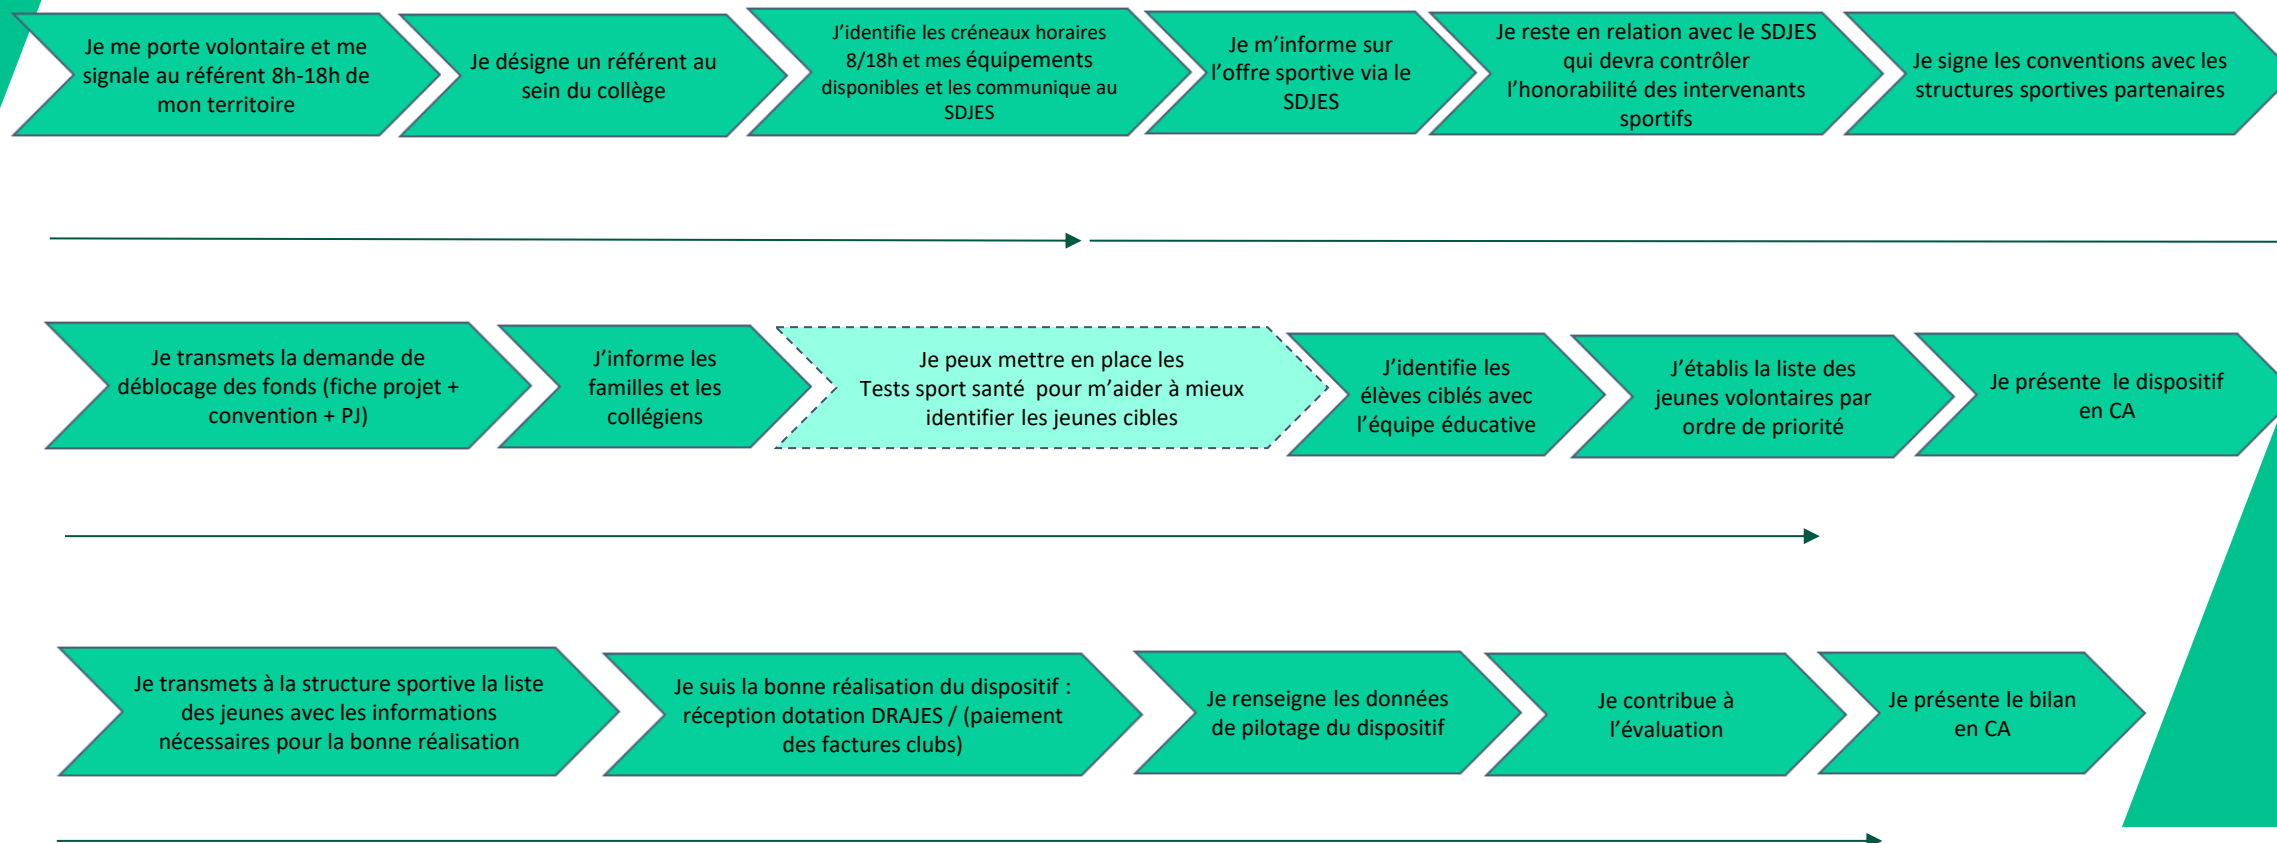 Je me porte volontaire et me
signale au référent 8h-18h de
mon territoire
Je désigne un référent au
sein du collège
J’identifie les créneaux horaires
8/18h et mes équipements
disponibles et les communique au
SDJES
Je m’informe sur
l’offre sportive via le
SDJES
Je reste en relation avec le SDJES
qui devra contrôler
l’honorabilité des intervenants
sportifs
Je signe les conventions avec les
structures sportives partenaires
Je transmets la demande de
déblocage des fonds (fiche projet +
convention + PJ)
J’informe les
familles et les
collégiens
Je peux mettre en place les
Tests sport santé pour m’aider à mieux
identifier les jeunes cibles
J’identifie les
élèves ciblés avec
l’équipe éducative
J’établis la liste des
jeunes volontaires par
ordre de priorité
Je présente le dispositif
en CA
Je transmets à la structure sportive la liste
des jeunes avec les informations
nécessaires pour la bonne réalisation
Je suis la bonne réalisation du dispositif :
réception dotation DRAJES / (paiement
des factures clubs)
Je renseigne les données
de pilotage du dispositif
Je contribue à
l’évaluation
Je présente le bilan
en CA